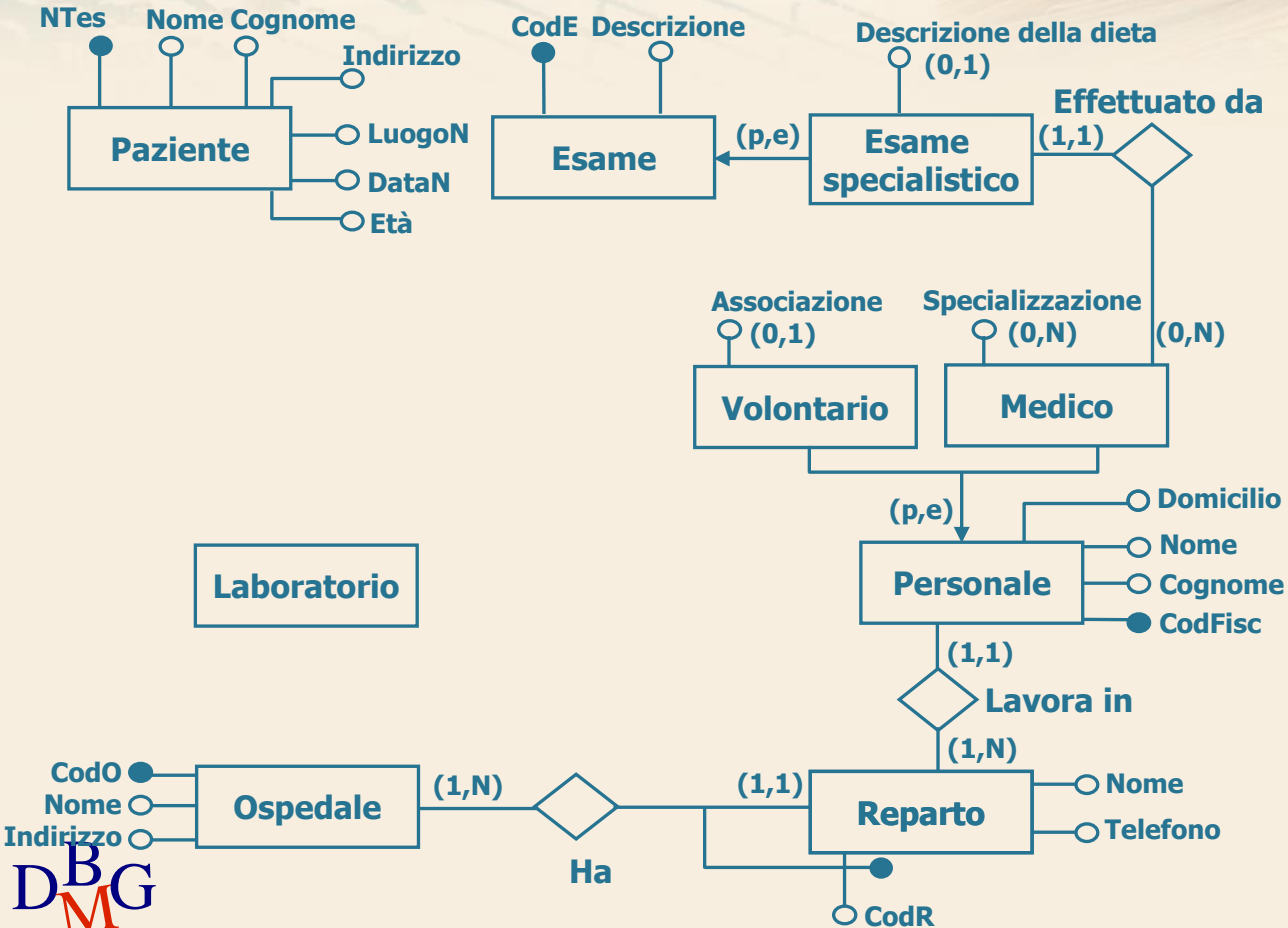 NTes
Nome Cognome
Indirizzo
Paziente
LuogoN
DataN
Età
CodE Descrizione
Esame
(p,e)
Descrizione della dieta
(0,1)
Esame
specialistico
Effettuato da
(1,1)
(0,N)
Associazione
(0,1)
Volontario
Specializzazione
(0,N)
Medico
(p,e)
Personale
Domicilio
Nome
Cognome
CodFisc
Laboratorio
(1,1)
Lavora in
(1,N)
CodO
Nome
Indirizzo
Ospedale
(1,N)
Ha
(1,1)
Reparto
Nome
Telefono
CodR
DBMG